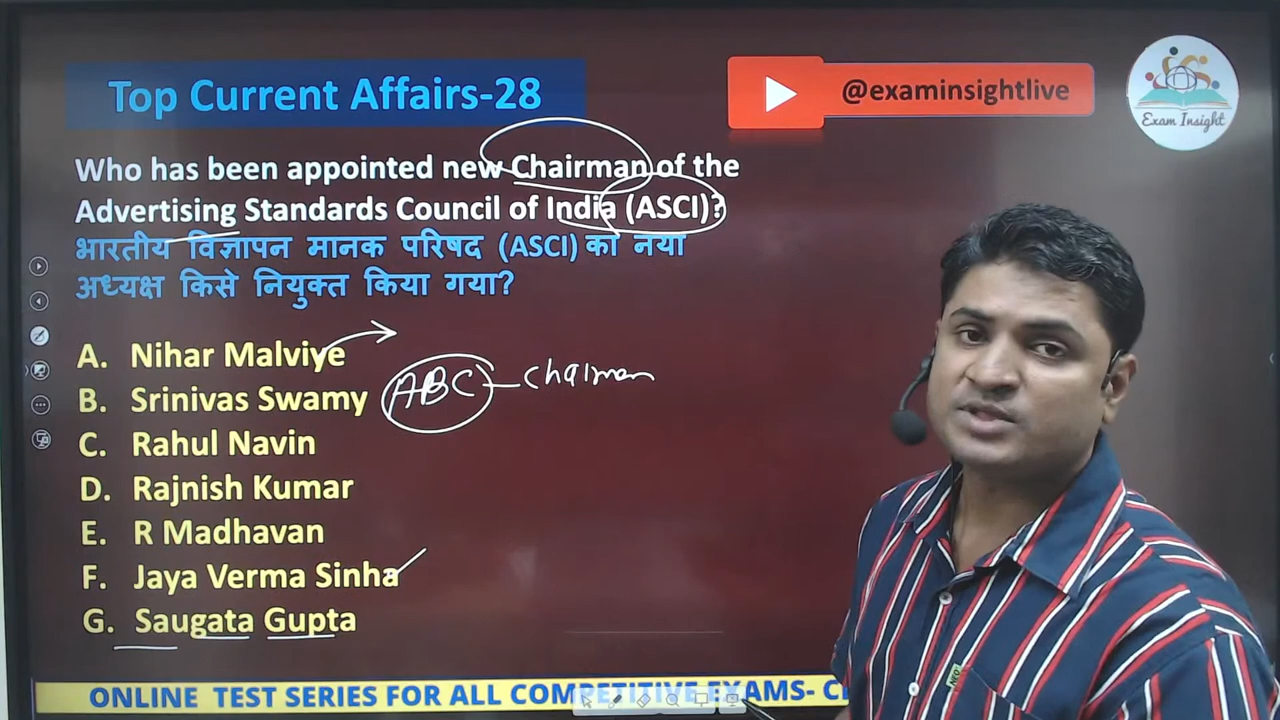 Top Current Affairs-28
@examinsightlive
Exam Insight
Who has been appointed new Chairman of the
Advertising Standards Council of India (ASCI)?
भारतीय विज्ञापन मानक परिषद (ASCI) का नया
अध्यक्ष किसे नियुक्त किया गया?
A. Nihar Malviye
B. Srinivas Swamy
ABC - Chairman
C. Rahul Navin
D. Rajnish Kumar
E. R Madhavan
F. Jaya Verma Sinha
G. Saugata Gupta
ONLINE TEST SERIES FOR ALL COMPETITIVE EXAMS-